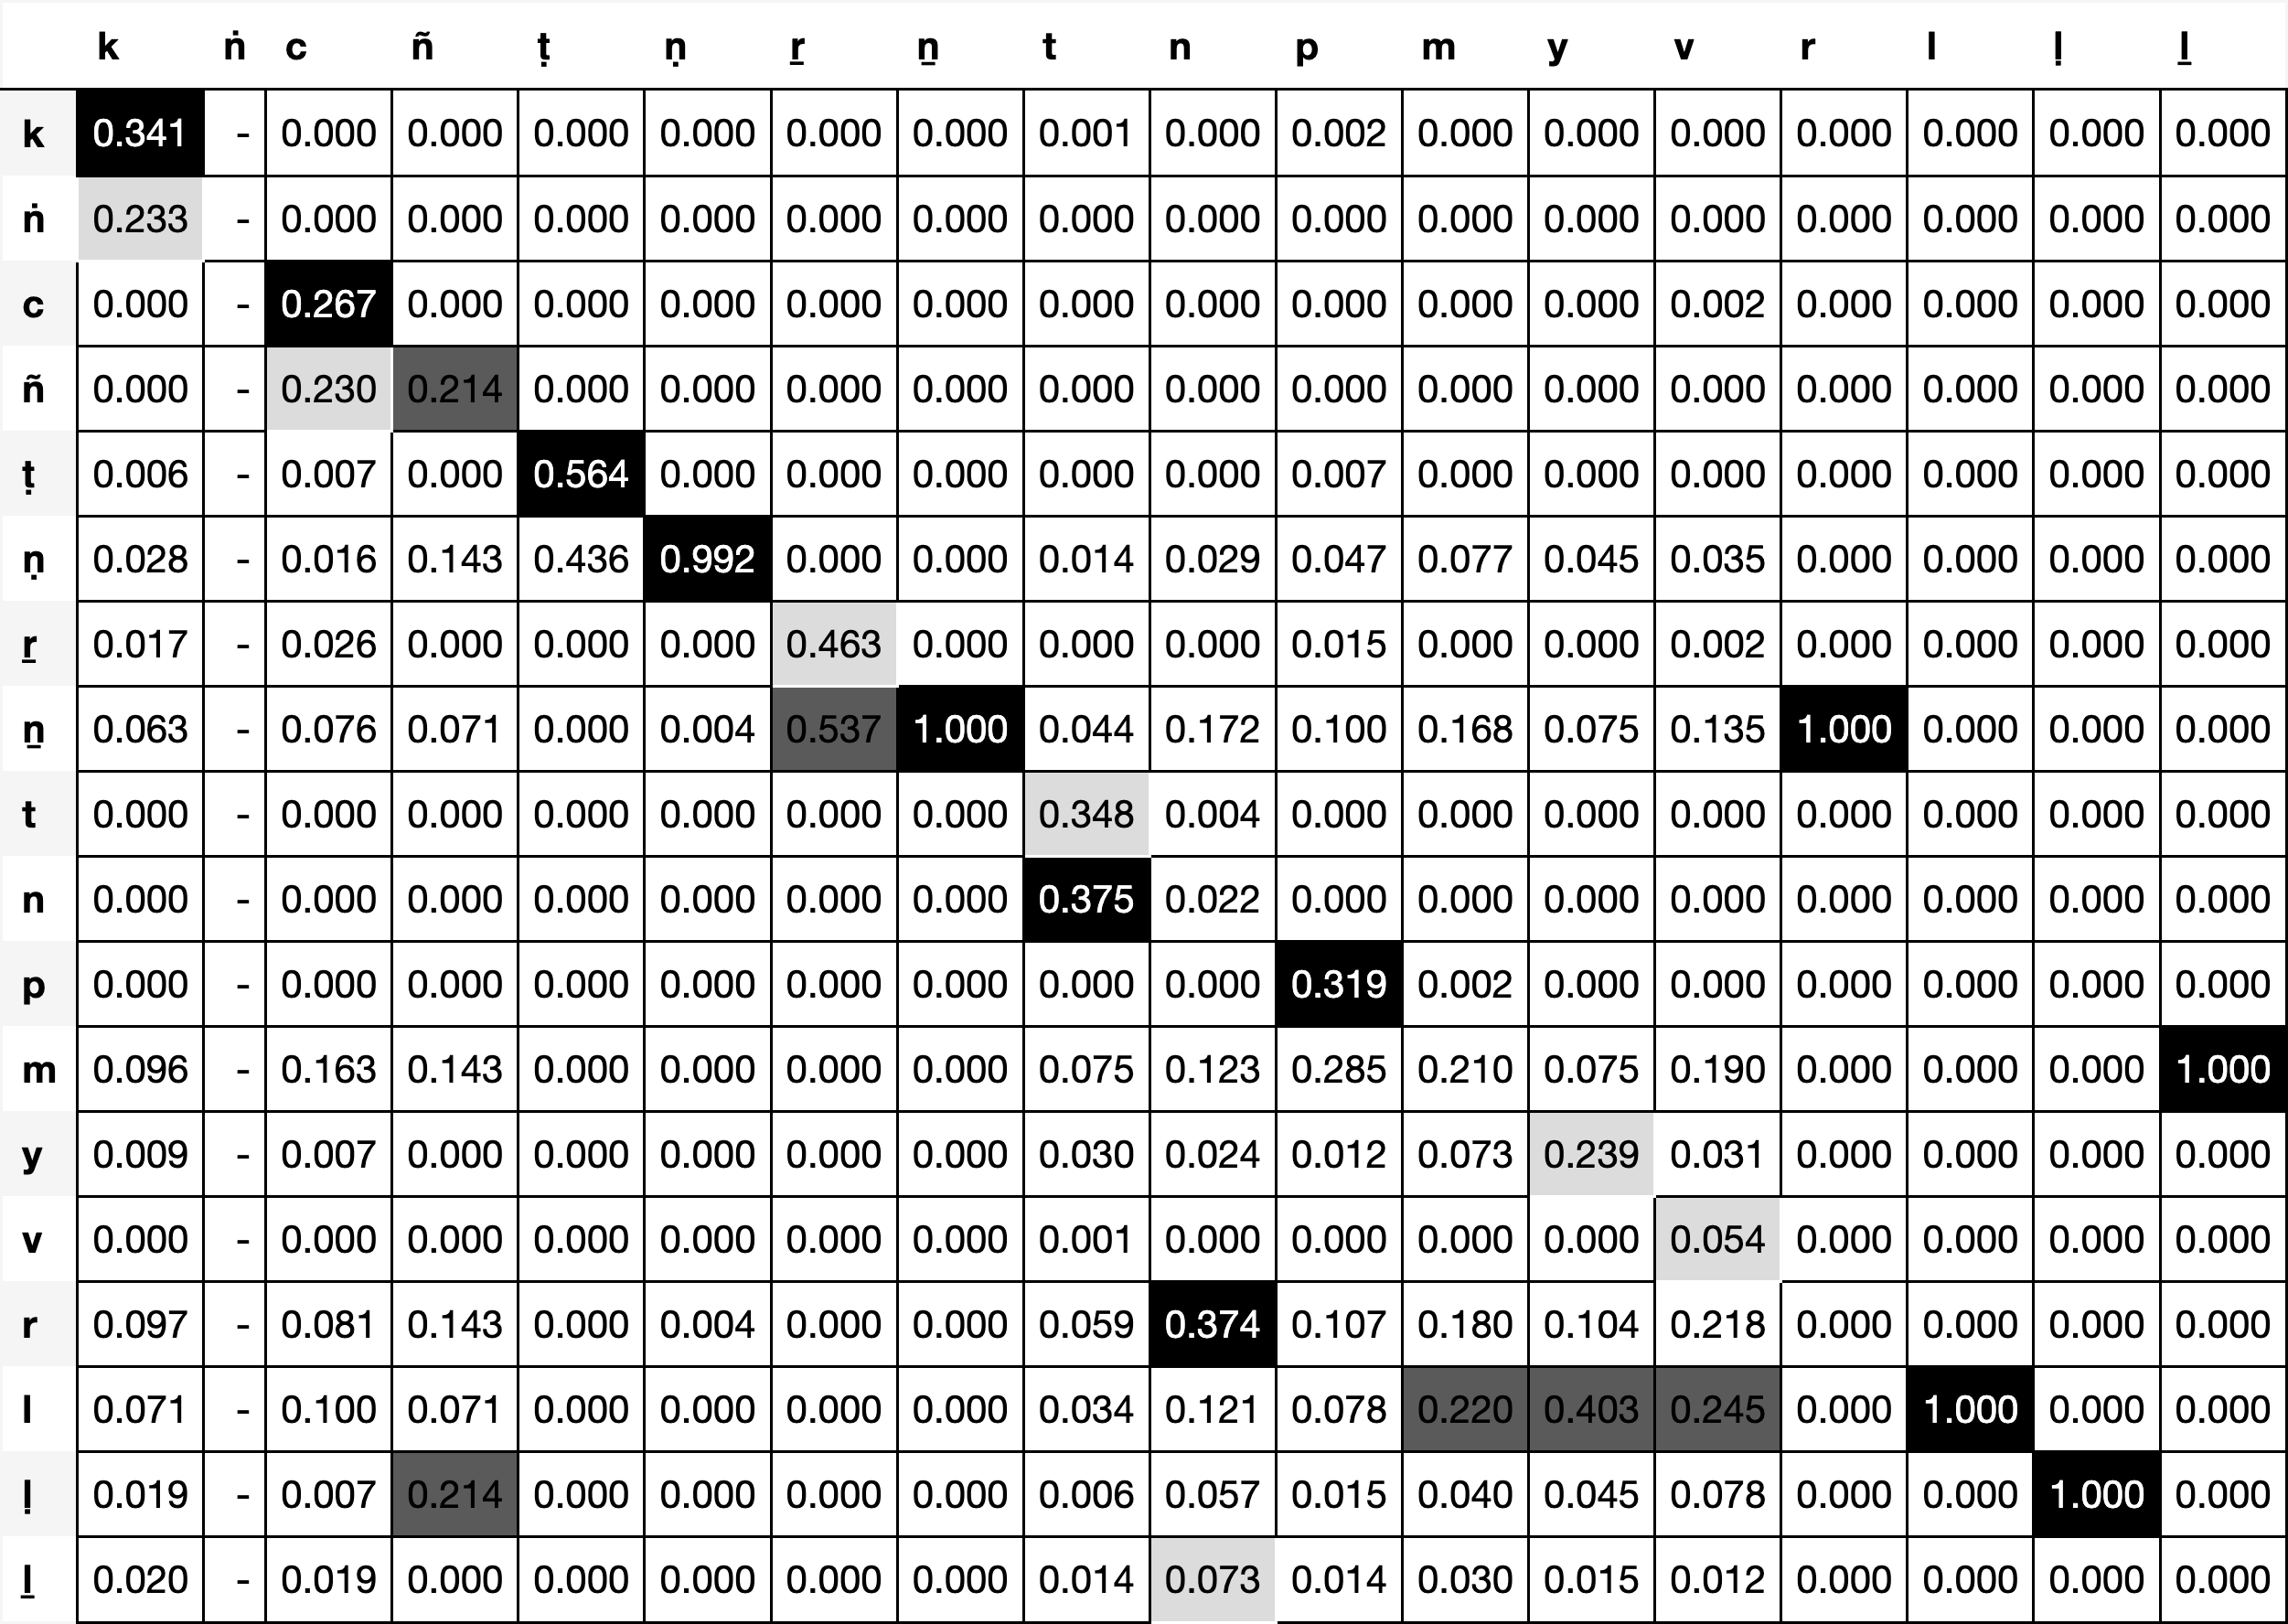 k ṅ c ñ ṭ ṇ ṟ ṉ t n p m y v r l ḷ ḻ
k 0.341 - 0.000 0.000 0.000 0.000 0.000 0.000 0.001 0.000 0.002 0.000 0.000 0.000 0.000 0.000 0.000 0.000
ṅ 0.233 - 0.000 0.000 0.000 0.000 0.000 0.000 0.000 0.000 0.000 0.000 0.000 0.000 0.000 0.000 0.000 0.000
c 0.000 - 0.267 0.000 0.000 0.000 0.000 0.000 0.000 0.000 0.000 0.000 0.000 0.002 0.000 0.000 0.000 0.000
ñ 0.000 - 0.230 0.214 0.000 0.000 0.000 0.000 0.000 0.000 0.000 0.000 0.000 0.000 0.000 0.000 0.000 0.000
ṭ 0.006 - 0.007 0.000 0.564 0.000 0.000 0.000 0.000 0.000 0.007 0.000 0.000 0.000 0.000 0.000 0.000 0.000
ṇ 0.028 - 0.016 0.143 0.436 0.992 0.000 0.000 0.014 0.029 0.047 0.077 0.045 0.035 0.000 0.000 0.000 0.000
ṟ 0.017 - 0.026 0.000 0.000 0.000 0.463 0.000 0.000 0.000 0.015 0.000 0.000 0.002 0.000 0.000 0.000 0.000
ṉ 0.063 - 0.076 0.071 0.000 0.004 0.537 1.000 0.044 0.172 0.100 0.168 0.075 0.135 1.000 0.000 0.000 0.000
t 0.000 - 0.000 0.000 0.000 0.000 0.000 0.000 0.348 0.004 0.000 0.000 0.000 0.000 0.000 0.000 0.000 0.000
n 0.000 - 0.000 0.000 0.000 0.000 0.000 0.000 0.375 0.022 0.000 0.000 0.000 0.000 0.000 0.000 0.000 0.000
p 0.000 - 0.000 0.000 0.000 0.000 0.000 0.000 0.000 0.000 0.319 0.002 0.000 0.000 0.000 0.000 0.000 0.000
m 0.096 - 0.163 0.143 0.000 0.000 0.000 0.000 0.075 0.123 0.285 0.210 0.075 0.190 0.000 0.000 0.000 1.000
y 0.009 - 0.007 0.000 0.000 0.000 0.000 0.000 0.030 0.024 0.012 0.073 0.239 0.031 0.000 0.000 0.000 0.000
v 0.000 - 0.000 0.000 0.000 0.000 0.000 0.000 0.001 0.000 0.000 0.000 0.000 0.054 0.000 0.000 0.000 0.000
r 0.097 - 0.081 0.143 0.000 0.004 0.000 0.000 0.059 0.374 0.107 0.180 0.104 0.218 0.000 0.000 0.000 0.000
l 0.071 - 0.100 0.071 0.000 0.000 0.000 0.000 0.034 0.121 0.078 0.220 0.403 0.245 0.000 1.000 0.000 0.000
ḷ 0.019 - 0.007 0.214 0.000 0.000 0.000 0.000 0.006 0.057 0.015 0.040 0.045 0.078 0.000 0.000 1.000 0.000
ḻ 0.020 - 0.019 0.000 0.000 0.000 0.000 0.000 0.014 0.073 0.014 0.030 0.015 0.012 0.000 0.000 0.000 0.000